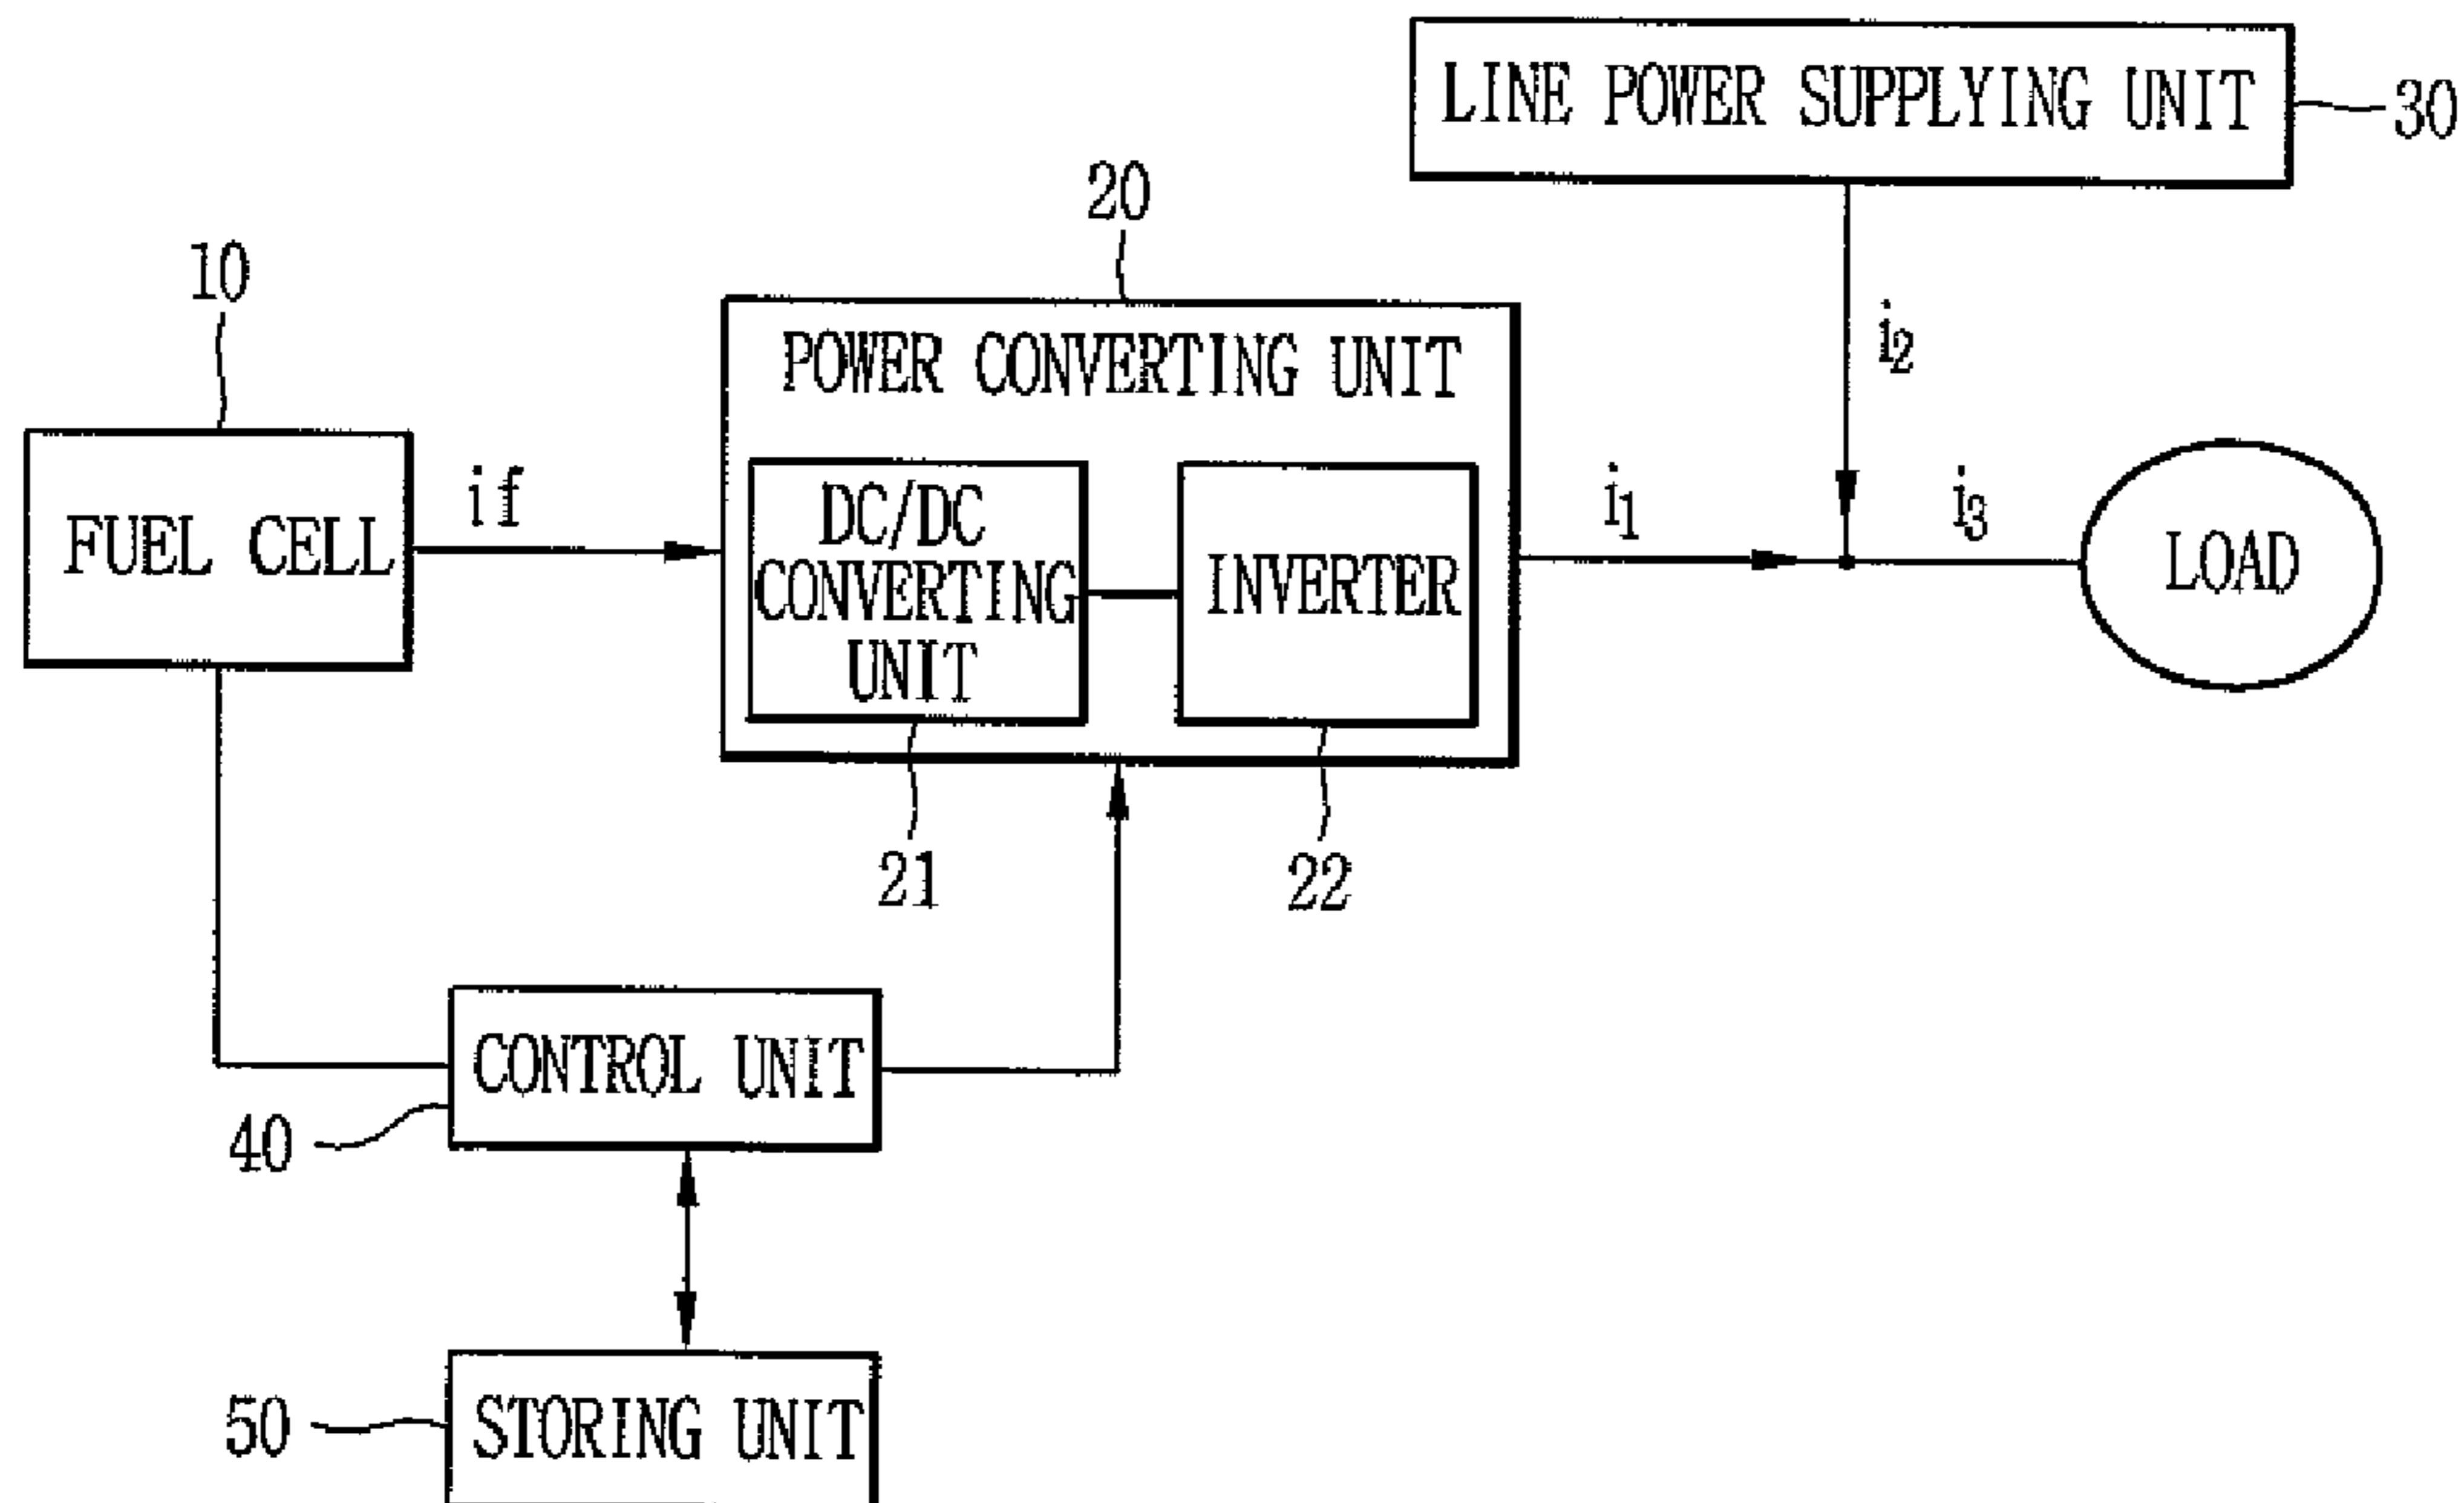 LINE POWER SUPPLYING UNIT
30
20
10
POWER CONVERTING UNIT
i2
FUEL CELL
if
DC/DC
CONVERTING
UNIT
INVERTER
i1
i3
LOAD
21
22
CONTROL UNIT
40
STORING UNIT
50